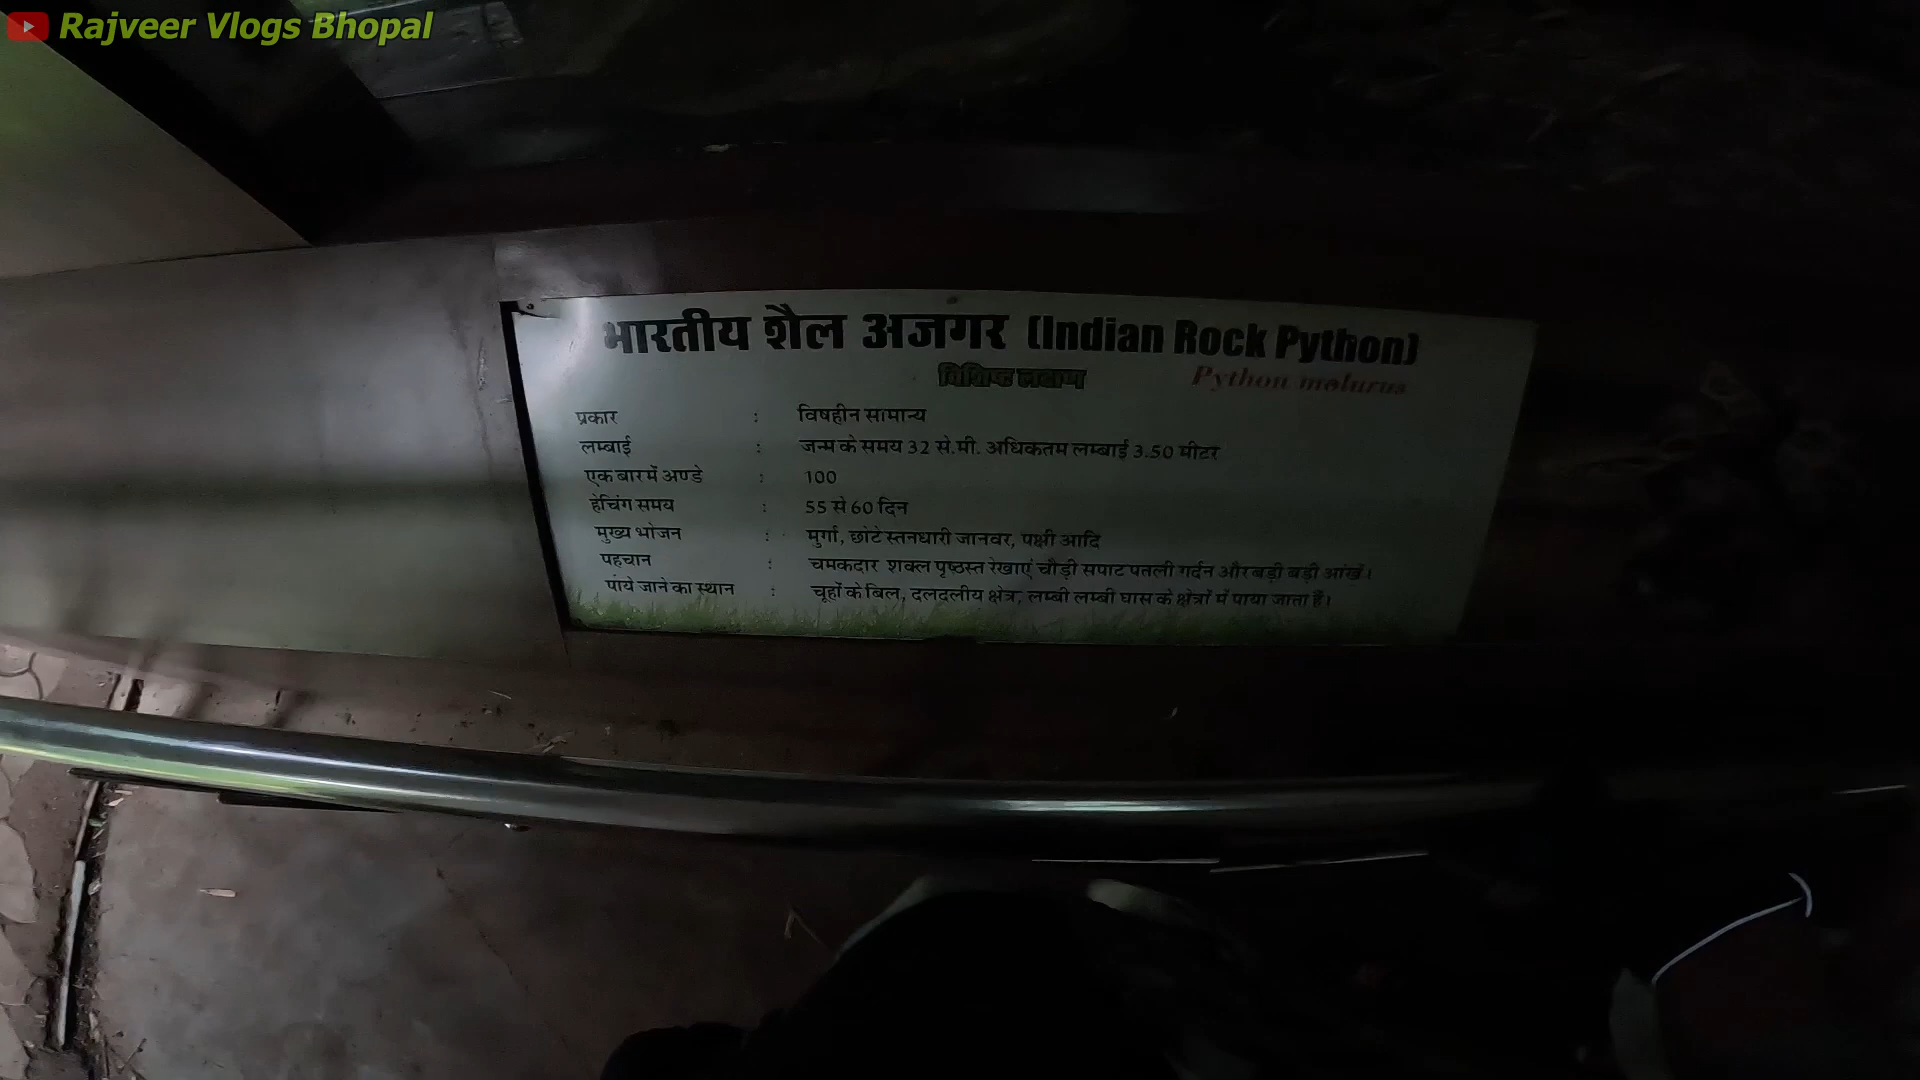 Rajveer Vlogs Bhopal
भारतीय शैल अजगर (Indian Rock Python)
विशिष्ट लक्षण
Python molurus
प्रकार : विषहीन सामान्य
लम्बाई : जन्म के समय 32 से.मी. अधिकतम लम्बाई 3.50 मीटर
एक बार में अण्डे : 100
हेचिंग समय : 55 से 60 दिन
मुख्य भोजन : मुर्गा, छोटे स्तनधारी जानवर, पक्षी आदि
पहचान : चमकदार शक्ल पृष्ठस्त रेखाएं चौड़ी सपाट पतली गर्दन और बड़ी बड़ी आंखें।
पाये जाने का स्थान : चूहों के बिल, दलदलीय क्षेत्र, लम्बी लम्बी घास के क्षेत्रों में पाया जाता हैं।